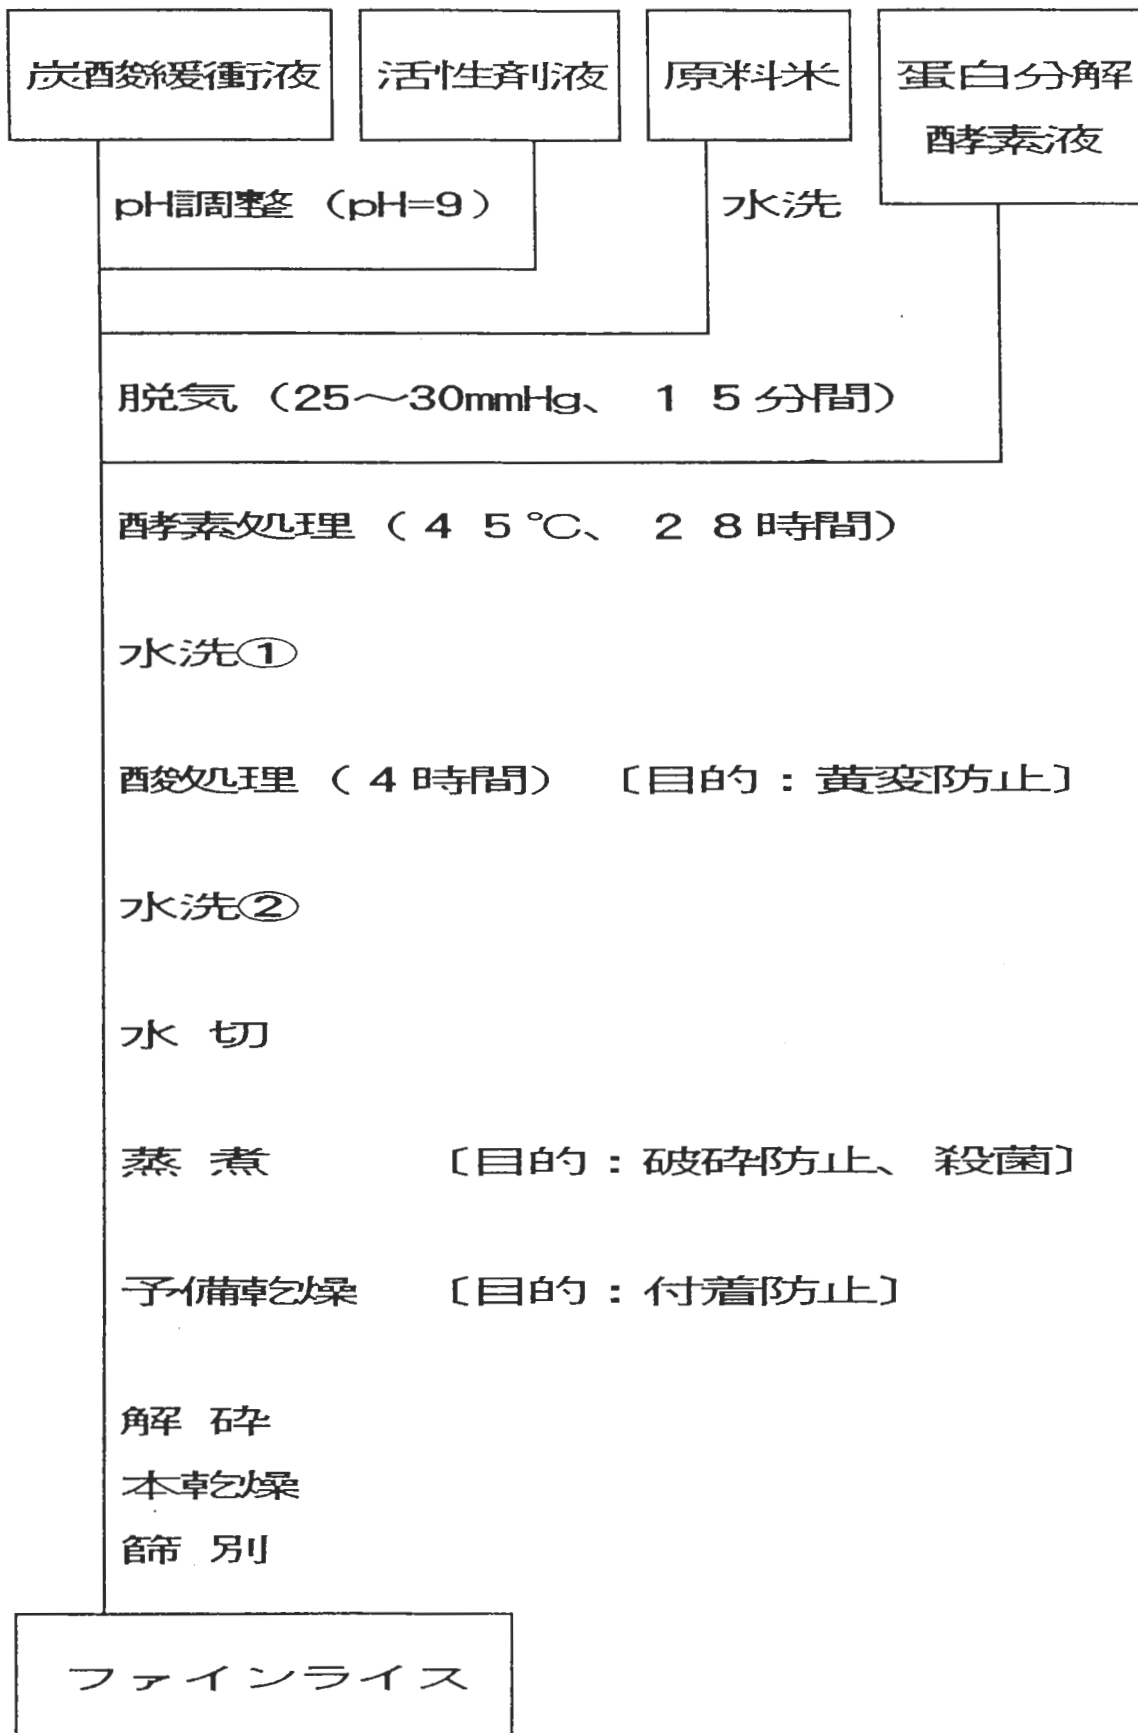 炭酸緩衝液
活性剤液
原料米
蛋白分解
酵素液
pH調整（pH=9）
水洗
脱気（25～30mmHg、15分間）
酵素処理（45℃、28時間）
水洗①
酸処理（4時間）〔目的：黄変防止〕
水洗②
水切
蒸煮 〔目的：破砕防止、殺菌〕
予備乾燥 〔目的：付着防止〕
解砕
本乾燥
篩別
ファインライス